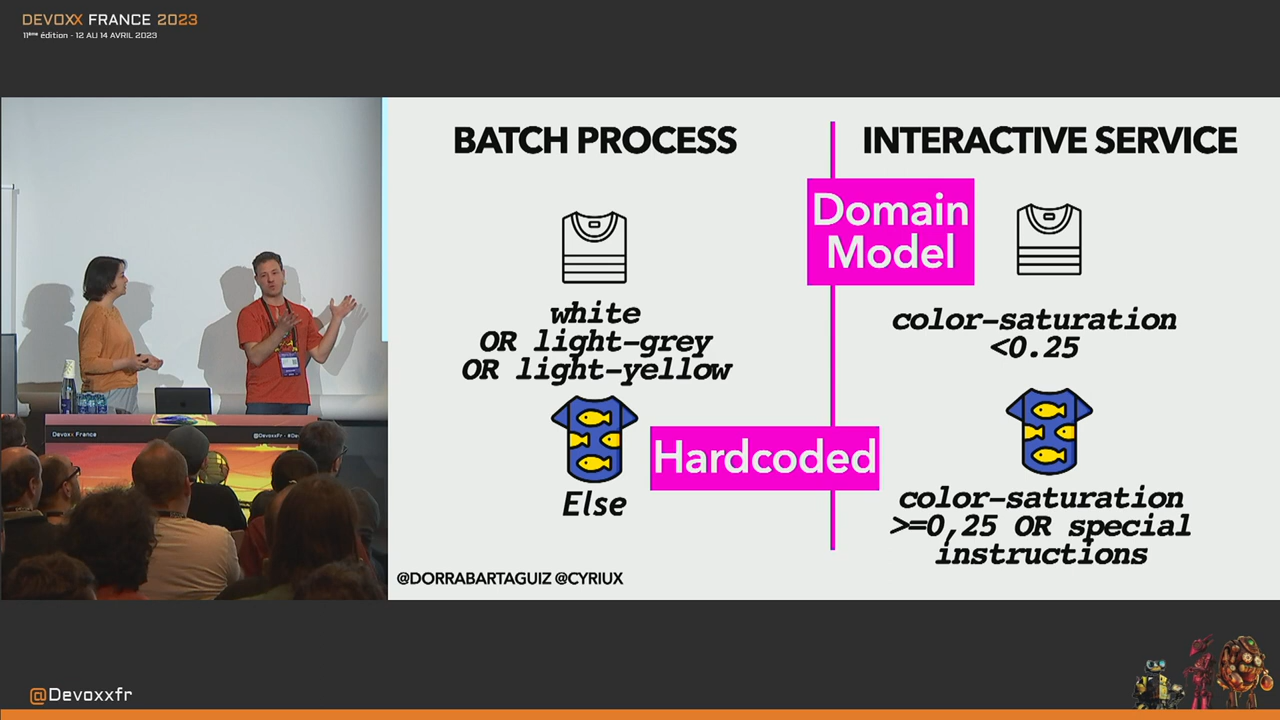 DEVOXX FRANCE 2023
11ème édition - 12 AU 14 AVRIL 2023
BATCH PROCESS
INTERACTIVE SERVICE
Domain
Model
white
OR light-grey
OR light-yellow
color-saturation
<0.25
Hardcoded
Else
color-saturation
>=0,25 OR special
instructions
@DORRABARTAGUIZ @CYRIUX
Devoxx France
@DevoxxFr - #De
@Devoxxfr